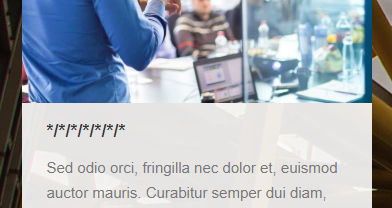 */*/*/*/*/*/*
Sed odio orci, fringilla nec dolor et, euismod
auctor mauris. Curabitur semper dui diam,